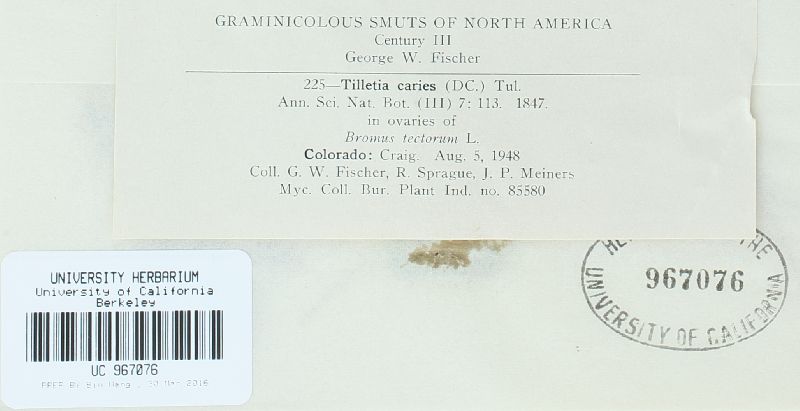 GRAMINICOLOUS SMUTS OF NORTH AMERICA
Century III
George W. Fischer
225—Tilletia caries (DC.) Tul.
Ann. Sci. Nat. Bot. (III) 7: 113. 1847.
in ovaries of
Bromus tectorum L.
Colorado: Craig. Aug. 5, 1948
Coll. G. W. Fischer, R. Sprague, J. P. Meiners
Myc. Coll. Bur. Plant Ind. no. 85580
THE
967076
UNIVERSITY OF CALIFORNIA
UNIVERSITY HERBARIUM
University of California
Berkeley
UC 967076
2016